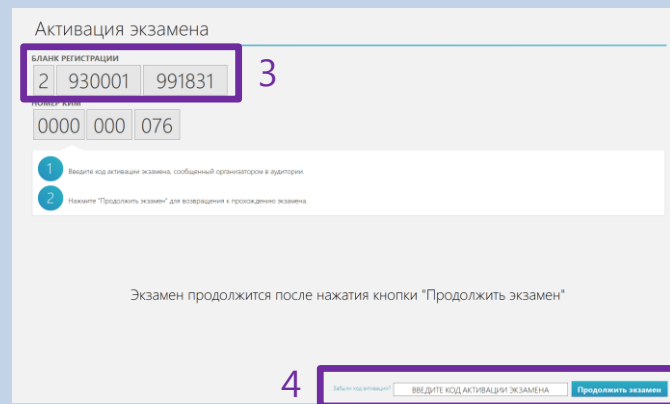 Активация экзамена
БЛАНК РЕГИСТРАЦИИ
2 930001 991831
3
НОМЕР КИМ
0000 000 076
1 Введите код активации экзамена, сообщенный организатором в аудитории.
2 Нажмите "Продолжить экзамен" для возвращения к прохождению экзамена.
Экзамен продолжится после нажатия кнопки "Продолжить экзамен"
4
Забыли код активации? ВВЕДИТЕ КОД АКТИВАЦИИ ЭКЗАМЕНА Продолжить экзамен